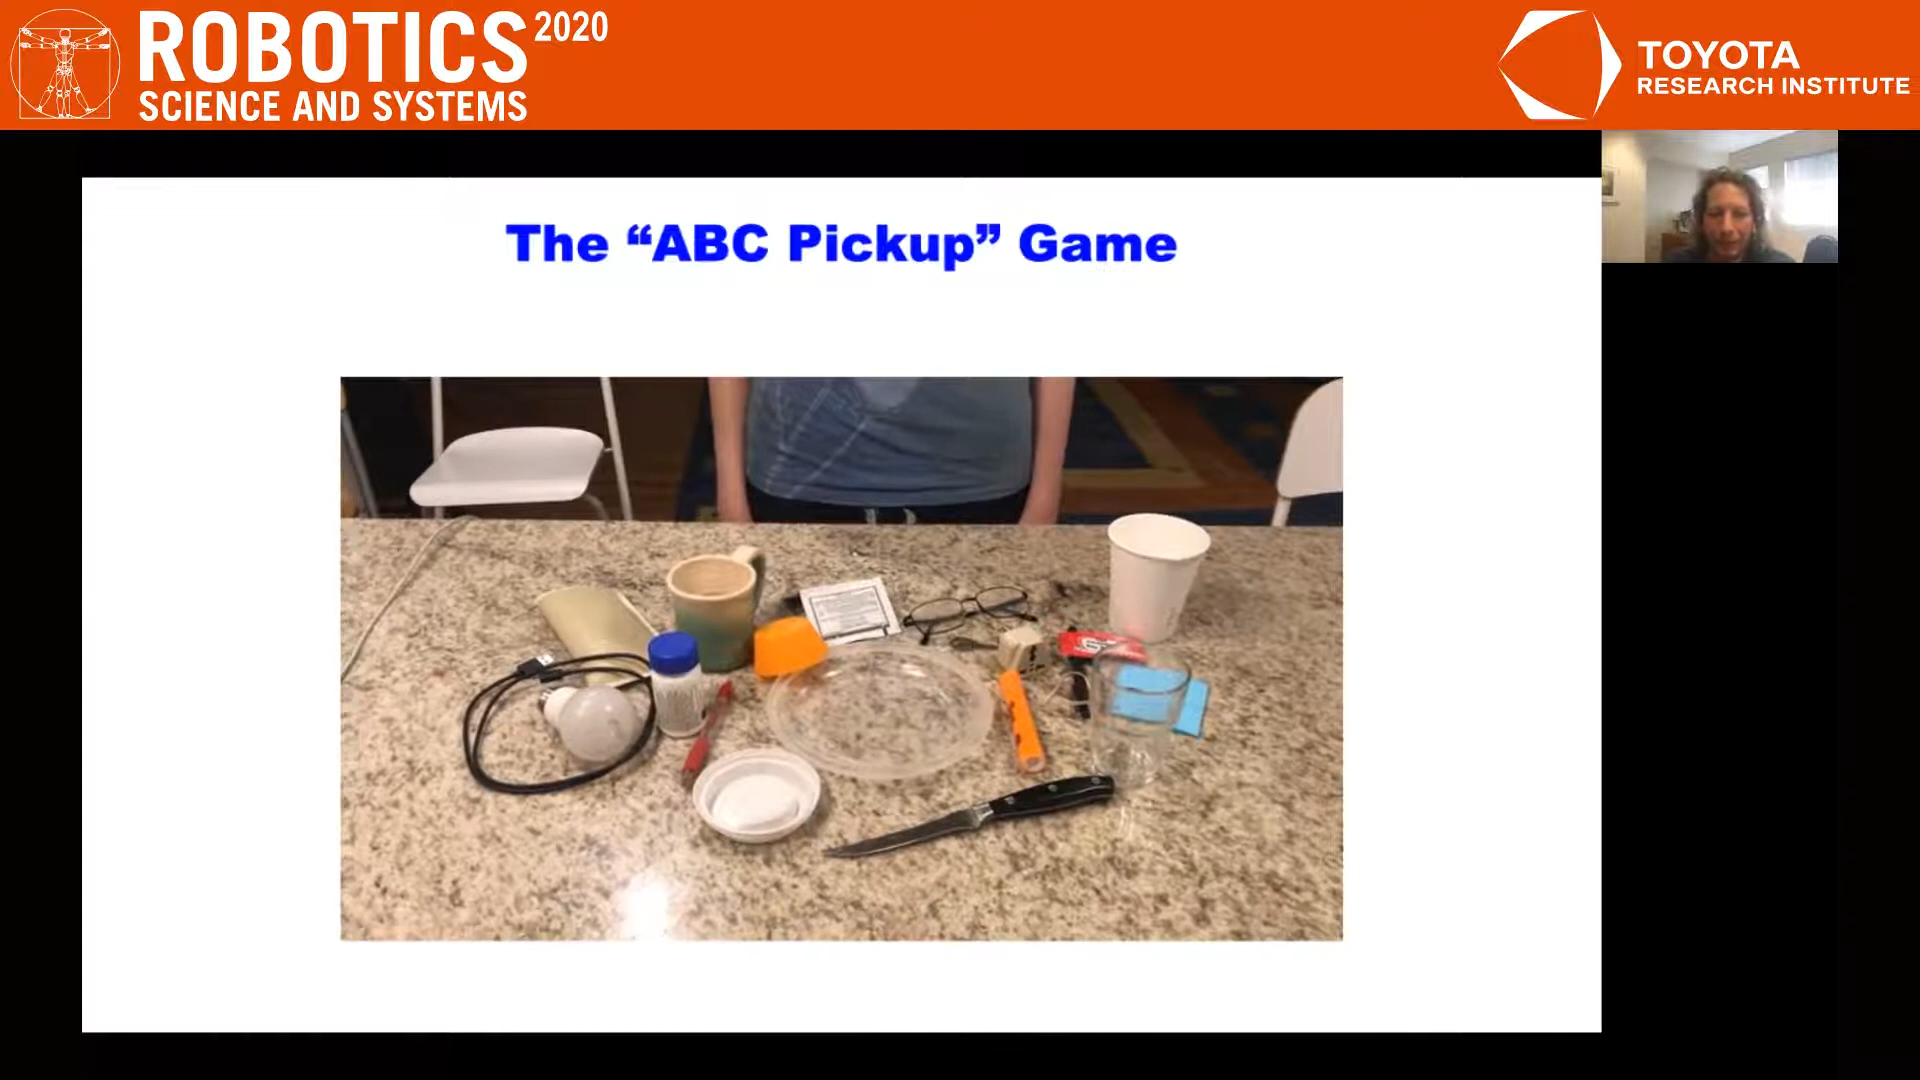 ROBOTICS 2020
SCIENCE AND SYSTEMS
TOYOTA
RESEARCH INSTITUTE
The “ABC Pickup” Game